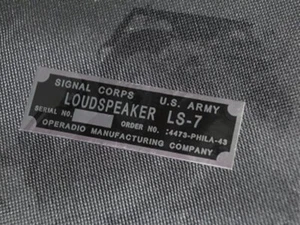 SIGNAL CORPS U.S. ARMY
LOUDSPEAKER LS-7
SERIAL NO. ORDER NO. :4473-PHILA-43
OPERADIO MANUFACTURING COMPANY